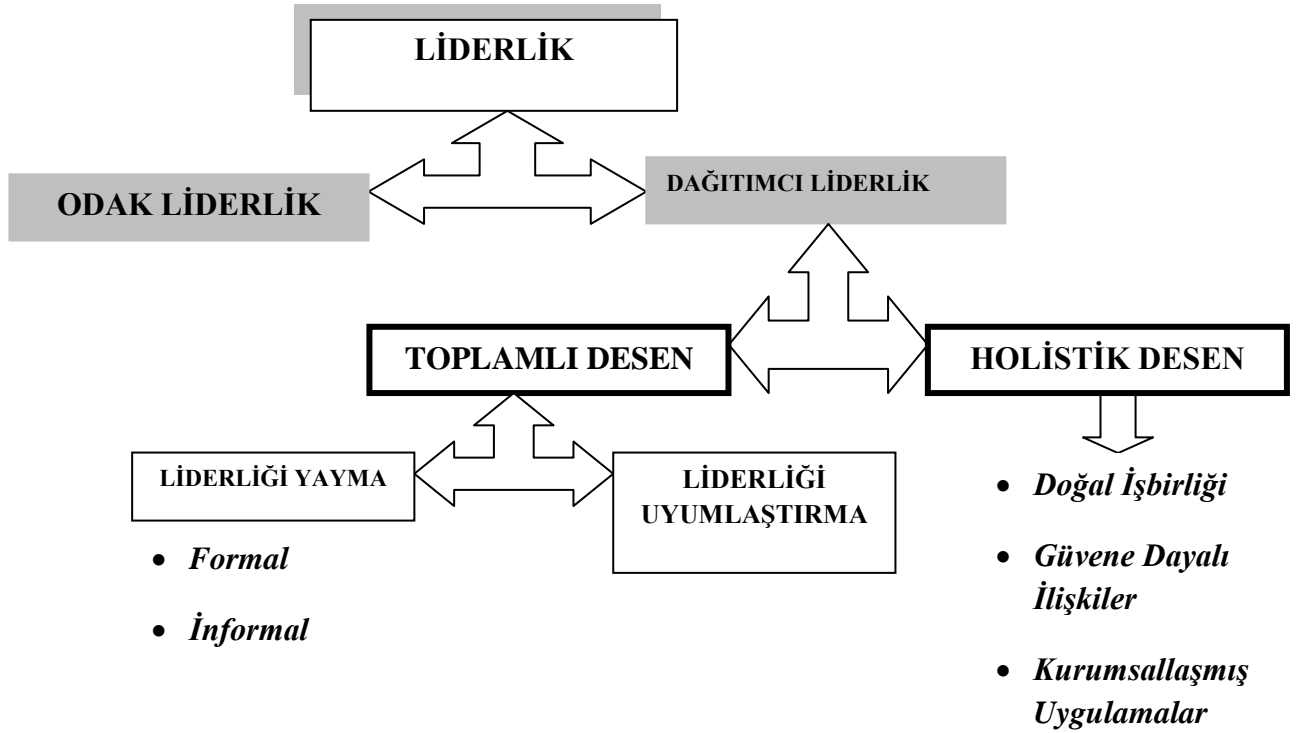 LİDERLİK
ODAK LİDERLİK
DAĞITIMCI LİDERLİK
TOPLAMLI DESEN
HOLİSTİK DESEN
LİDERLİĞİ YAYMA
LİDERLİĞİ
UYUMLAŞTIRMA
• Formal
• İnformal
• Doğal İşbirliği
• Güvene Dayalı
İlişkiler
• Kurumsallaşmış
Uygulamalar